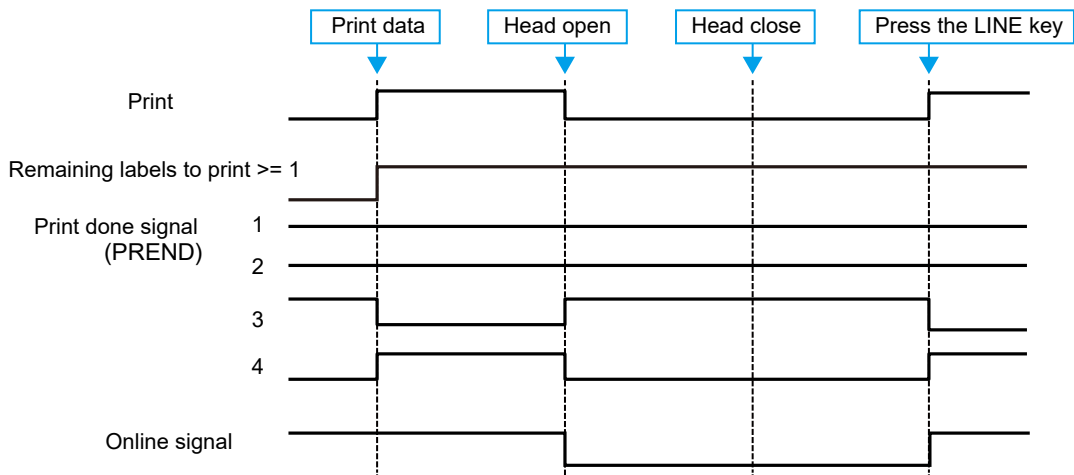 Print data
Head open
Head close
Press the LINE key
Print
Remaining labels to print >= 1
Print done signal
(PREND)
1
2
3
4
Online signal